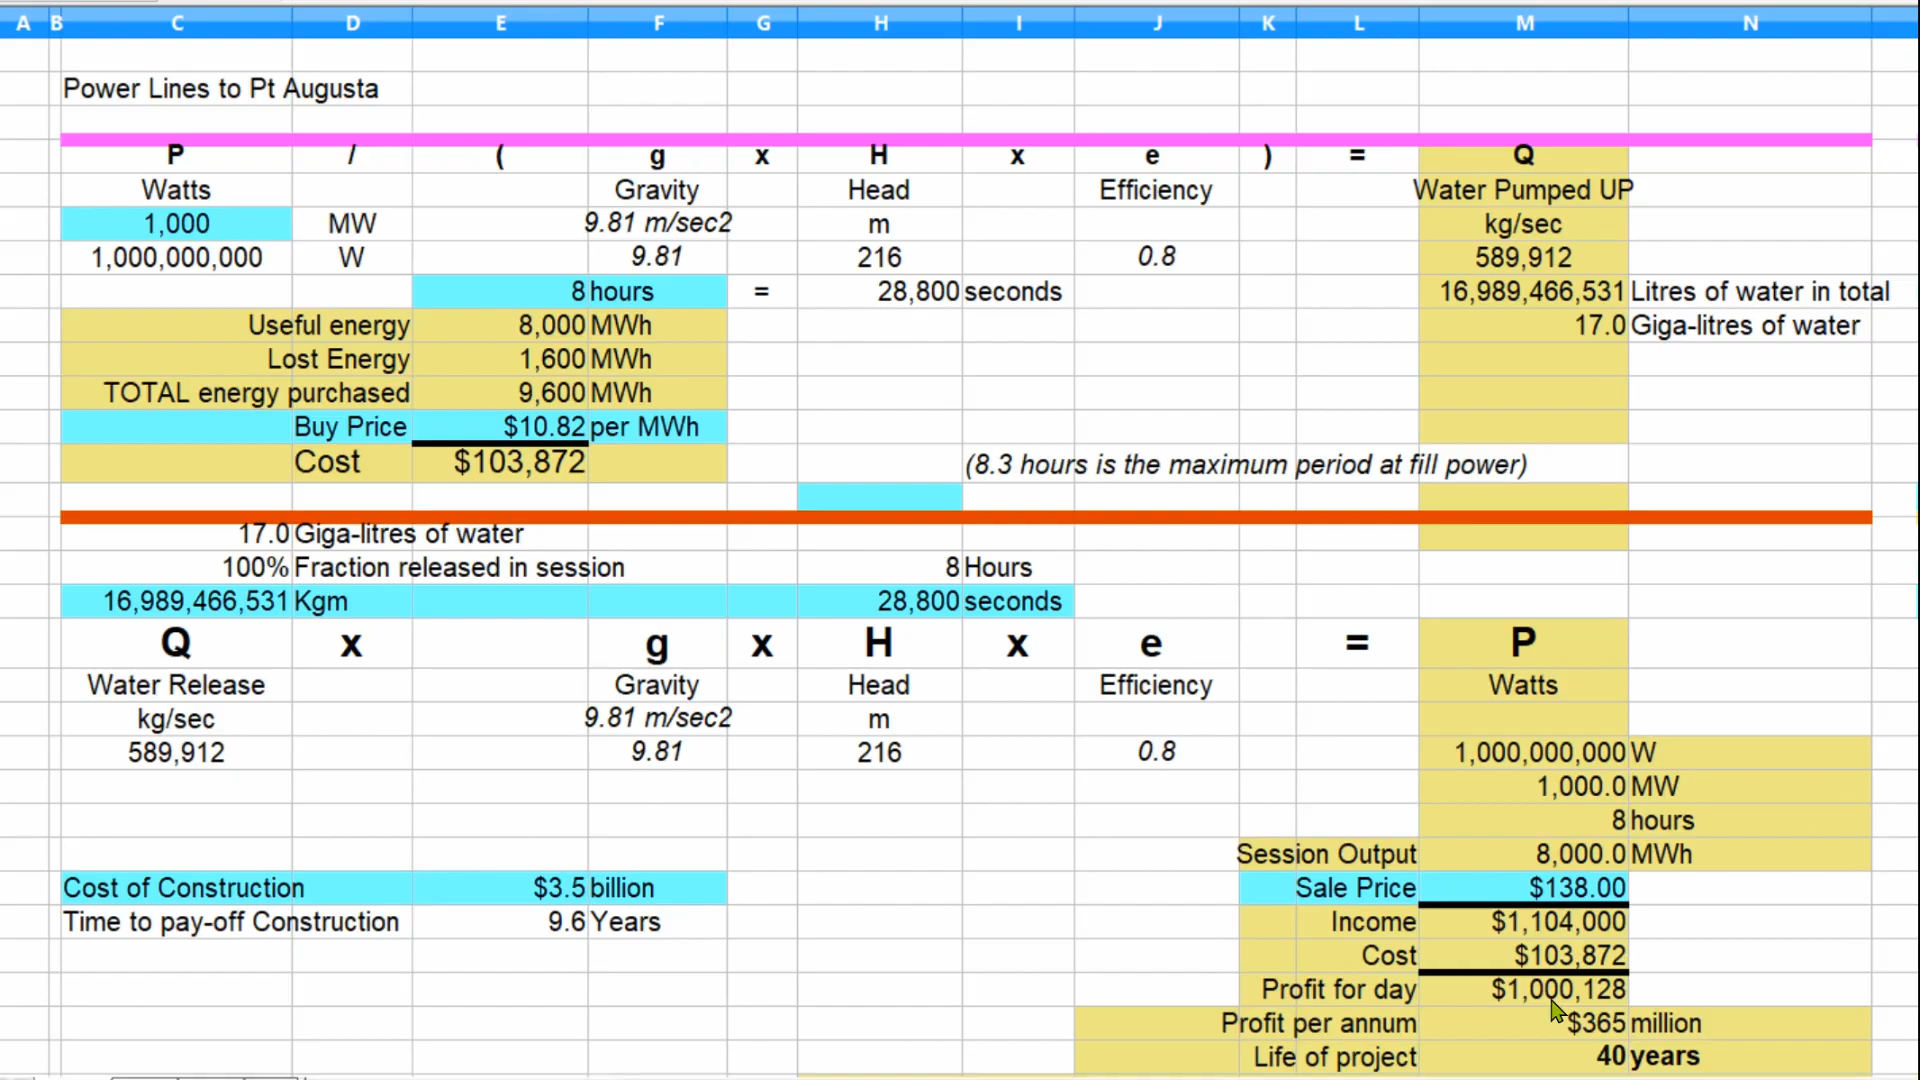 A B C D E F G H I J K L M N
Power Lines to Pt Augusta
P / ( g x H x e ) = Q
Watts Gravity Head Efficiency Water Pumped UP
1,000 MW 9.81 m/sec2 m kg/sec
1,000,000,000 W 9.81 216 0.8 589,912
8 hours = 28,800 seconds 16,989,466,531 Litres of water in total
Useful energy 8,000 MWh 17.0 Giga-litres of water
Lost Energy 1,600 MWh
TOTAL energy purchased 9,600 MWh
Buy Price $10.82 per MWh
Cost $103,872 (8.3 hours is the maximum period at fill power)
17.0 Giga-litres of water
100% Fraction released in session 8 Hours
16,989,466,531 Kgm 28,800 seconds
Q x g x H x e = P
Water Release Gravity Head Efficiency Watts
kg/sec 9.81 m/sec2 m
589,912 9.81 216 0.8 1,000,000,000 W
1,000.0 MW
8 hours
Session Output 8,000.0 MWh
Cost of Construction $3.5 billion Sale Price $138.00
Time to pay-off Construction 9.6 Years Income $1,104,000
Cost $103,872
Profit for day $1,000,128
Profit per annum $365 million
Life of project 40 years